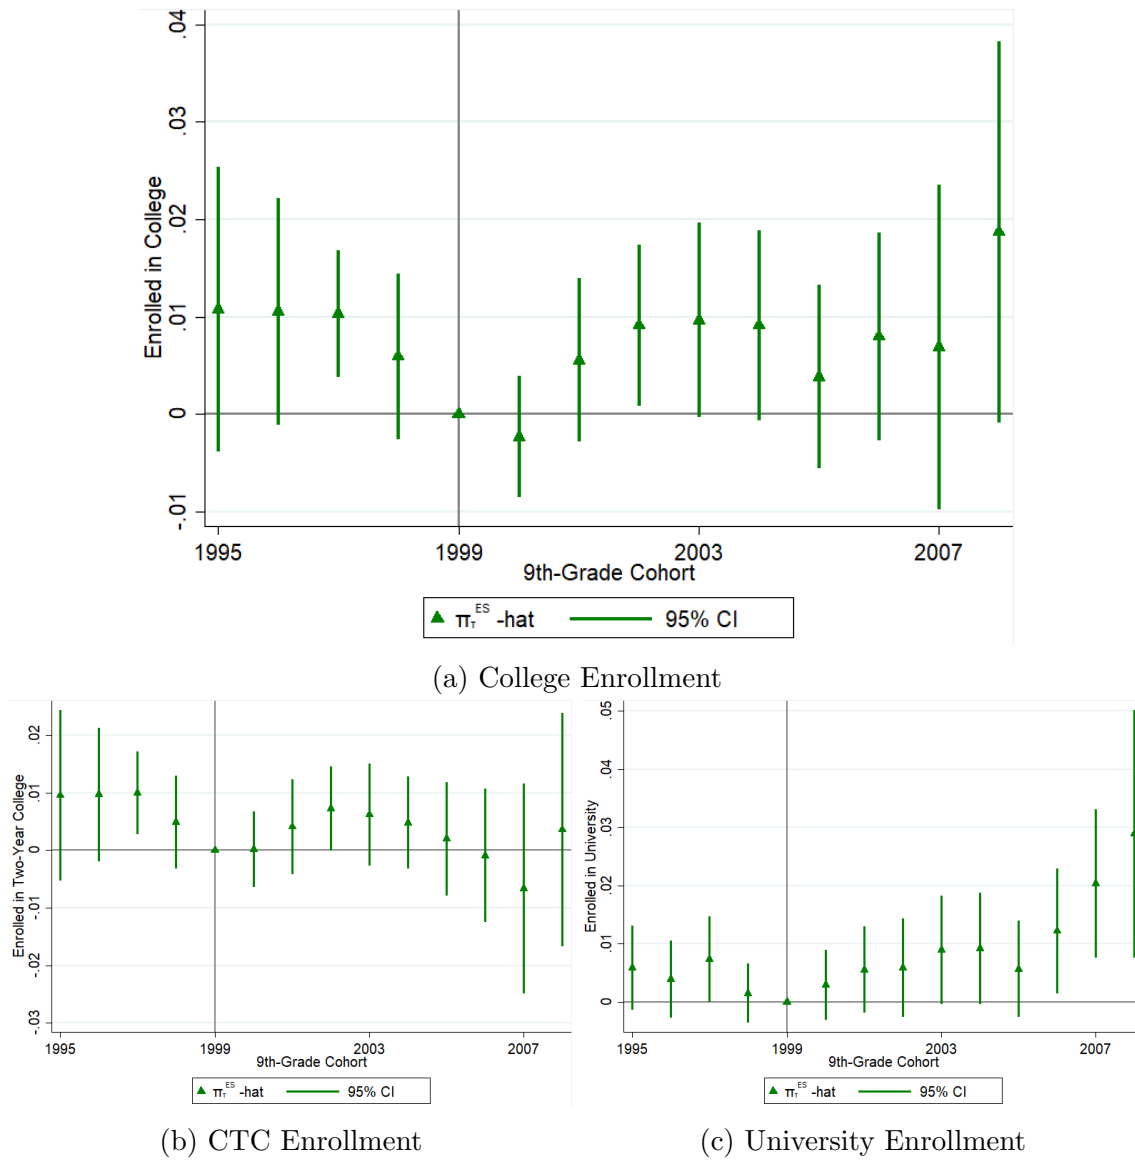 Enrolled in College
.04
.03
.02
.01
0
-.01
1995 1999 2003 2007
9th-Grade Cohort
πτ^ES -hat 95% CI
(a) College Enrollment
Enrolled in Two-Year College
.02
.01
0
-.01
-.02
-.03
1995 1999 2003 2007
9th-Grade Cohort
πτ^ES -hat 95% CI
(b) CTC Enrollment
Enrolled in University
.05
.04
.03
.02
.01
0
1995 1999 2003 2007
9th-Grade Cohort
πτ^ES -hat 95% CI
(c) University Enrollment